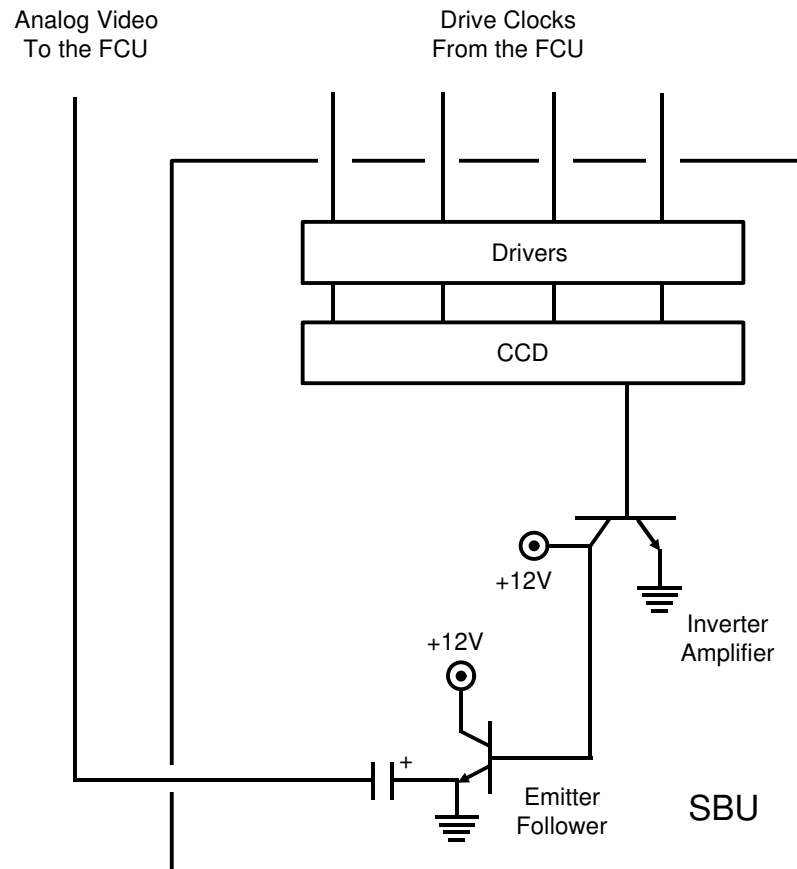 Analog Video
To the FCU
Drive Clocks
From the FCU
Drivers
CCD
+12V
Inverter
Amplifier
+12V
+
Emitter
Follower
SBU